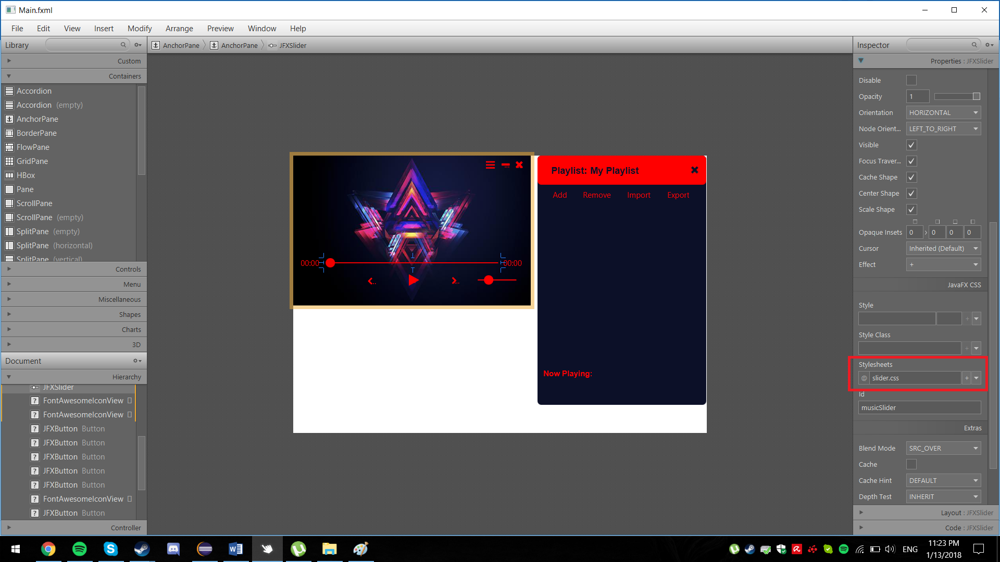 Main.fxml
File Edit View Insert Modify Arrange Preview Window Help
Library
Custom
Containers
Accordion
Accordion (empty)
AnchorPane
BorderPane
FlowPane
GridPane
HBox
Pane
ScrollPane
ScrollPane (empty)
SplitPane (empty)
SplitPane (horizontal)
SplitPane (vertical)
Controls
Menu
Miscellaneous
Shapes
Charts
3D
Document
Hierarchy
JFXSlider
FontAwesomeIconView
FontAwesomeIconView
JFXButton Button
JFXButton Button
JFXButton Button
JFXButton Button
JFXButton Button
FontAwesomeIconView
JFXButton Button
Controller
AnchorPane AnchorPane JFXSlider
00:00 00:00
Playlist: My Playlist
Add Remove Import Export
Now Playing:
Inspector
Properties : JFXSlider
Disable
Opacity 1
Orientation HORIZONTAL
Node Orient... LEFT_TO_RIGHT
Visible
Focus Traver...
Cache Shape
Center Shape
Scale Shape
Opaque Insets 0 0 0 0
Cursor Inherited (Default)
Effect +
JavaFX CSS
Style
Style Class
Stylesheets
@ slider.css +
Id
musicSlider
Extras
Blend Mode SRC_OVER
Cache
Cache Hint DEFAULT
Depth Test INHERIT
Layout : JFXSlider
Code : JFXSlider
ENG
11:23 PM
1/13/2018